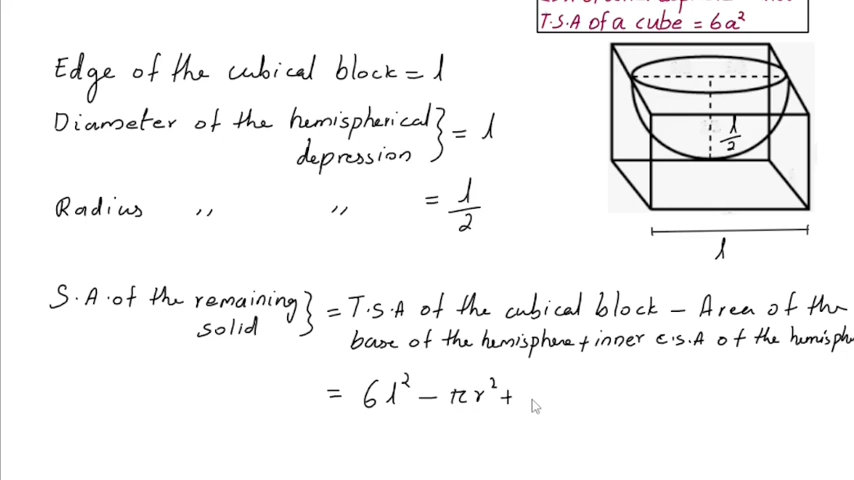 T.S.A of a cube = 6a²
Edge of the cubical block = l
Diameter of the hemispherical depression } = l
Radius ,, ,, = l/2
l/2
l
S.A. of the remaining solid } = T.S.A of the cubical block - Area of the
base of the hemisphere + inner C.S.A of the hemisph
= 6l² - πr² +